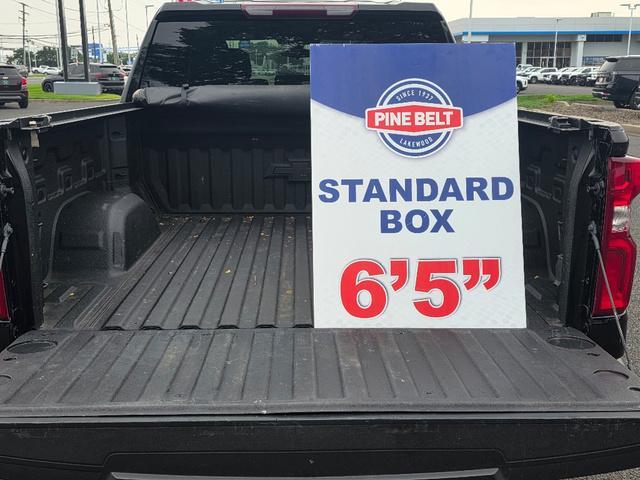 SINCE 1937
PINE BELT
LAKEWOOD
STANDARD
BOX
6'5"